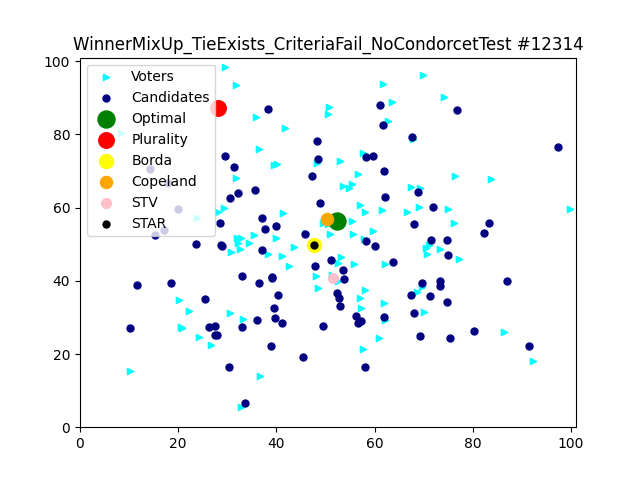 WinnerMixUp_TieExists_CriteriaFail_NoCondorcetTest #12314
100
80
60
40
20
0
0 20 40 60 80 100
Voters
Candidates
Optimal
Plurality
Borda
Copeland
STV
STAR